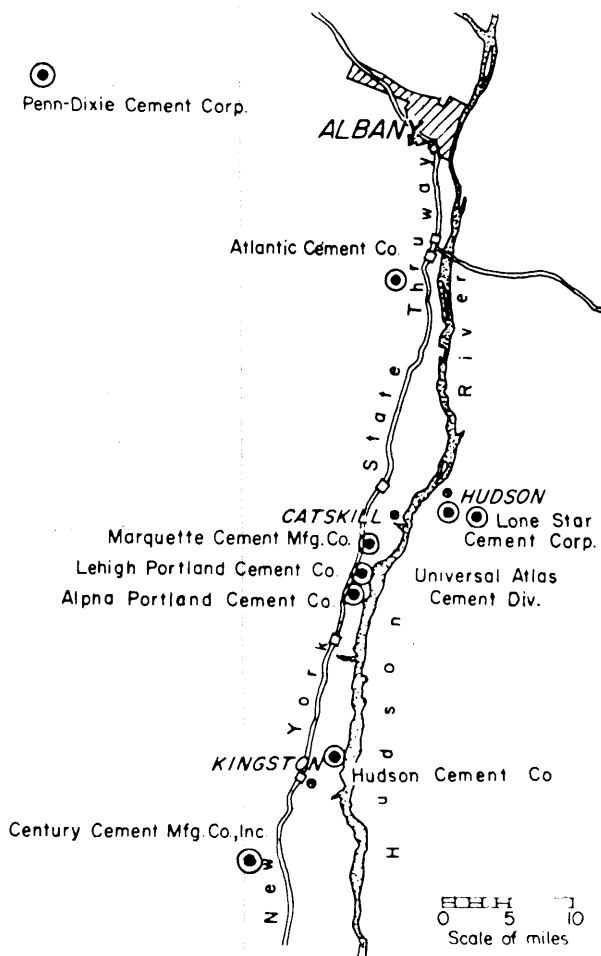 Penn-Dixie Cement Corp.
ALBANY
Atlantic Cement Co.
New York State Thruway
Hudson River
HUDSON
CATSKILL
Lone Star
Cement Corp.
Marquette Cement Mfg. Co.
Lehigh Portland Cement Co.
Universal Atlas
Cement Div.
Alpha Portland Cement Co.
KINGSTON
Hudson Cement Co
Century Cement Mfg. Co., Inc.
0 5 10
Scale of miles